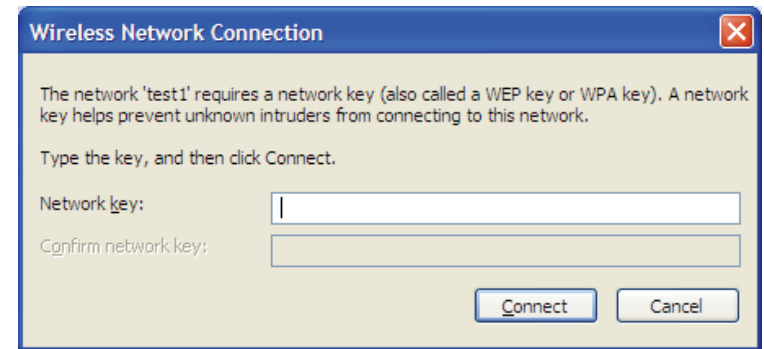 Wireless Network Connection
The network 'test1' requires a network key (also called a WEP key or WPA key). A network
key helps prevent unknown intruders from connecting to this network.
Type the key, and then click Connect.
Network key:
Confirm network key:
Connect Cancel